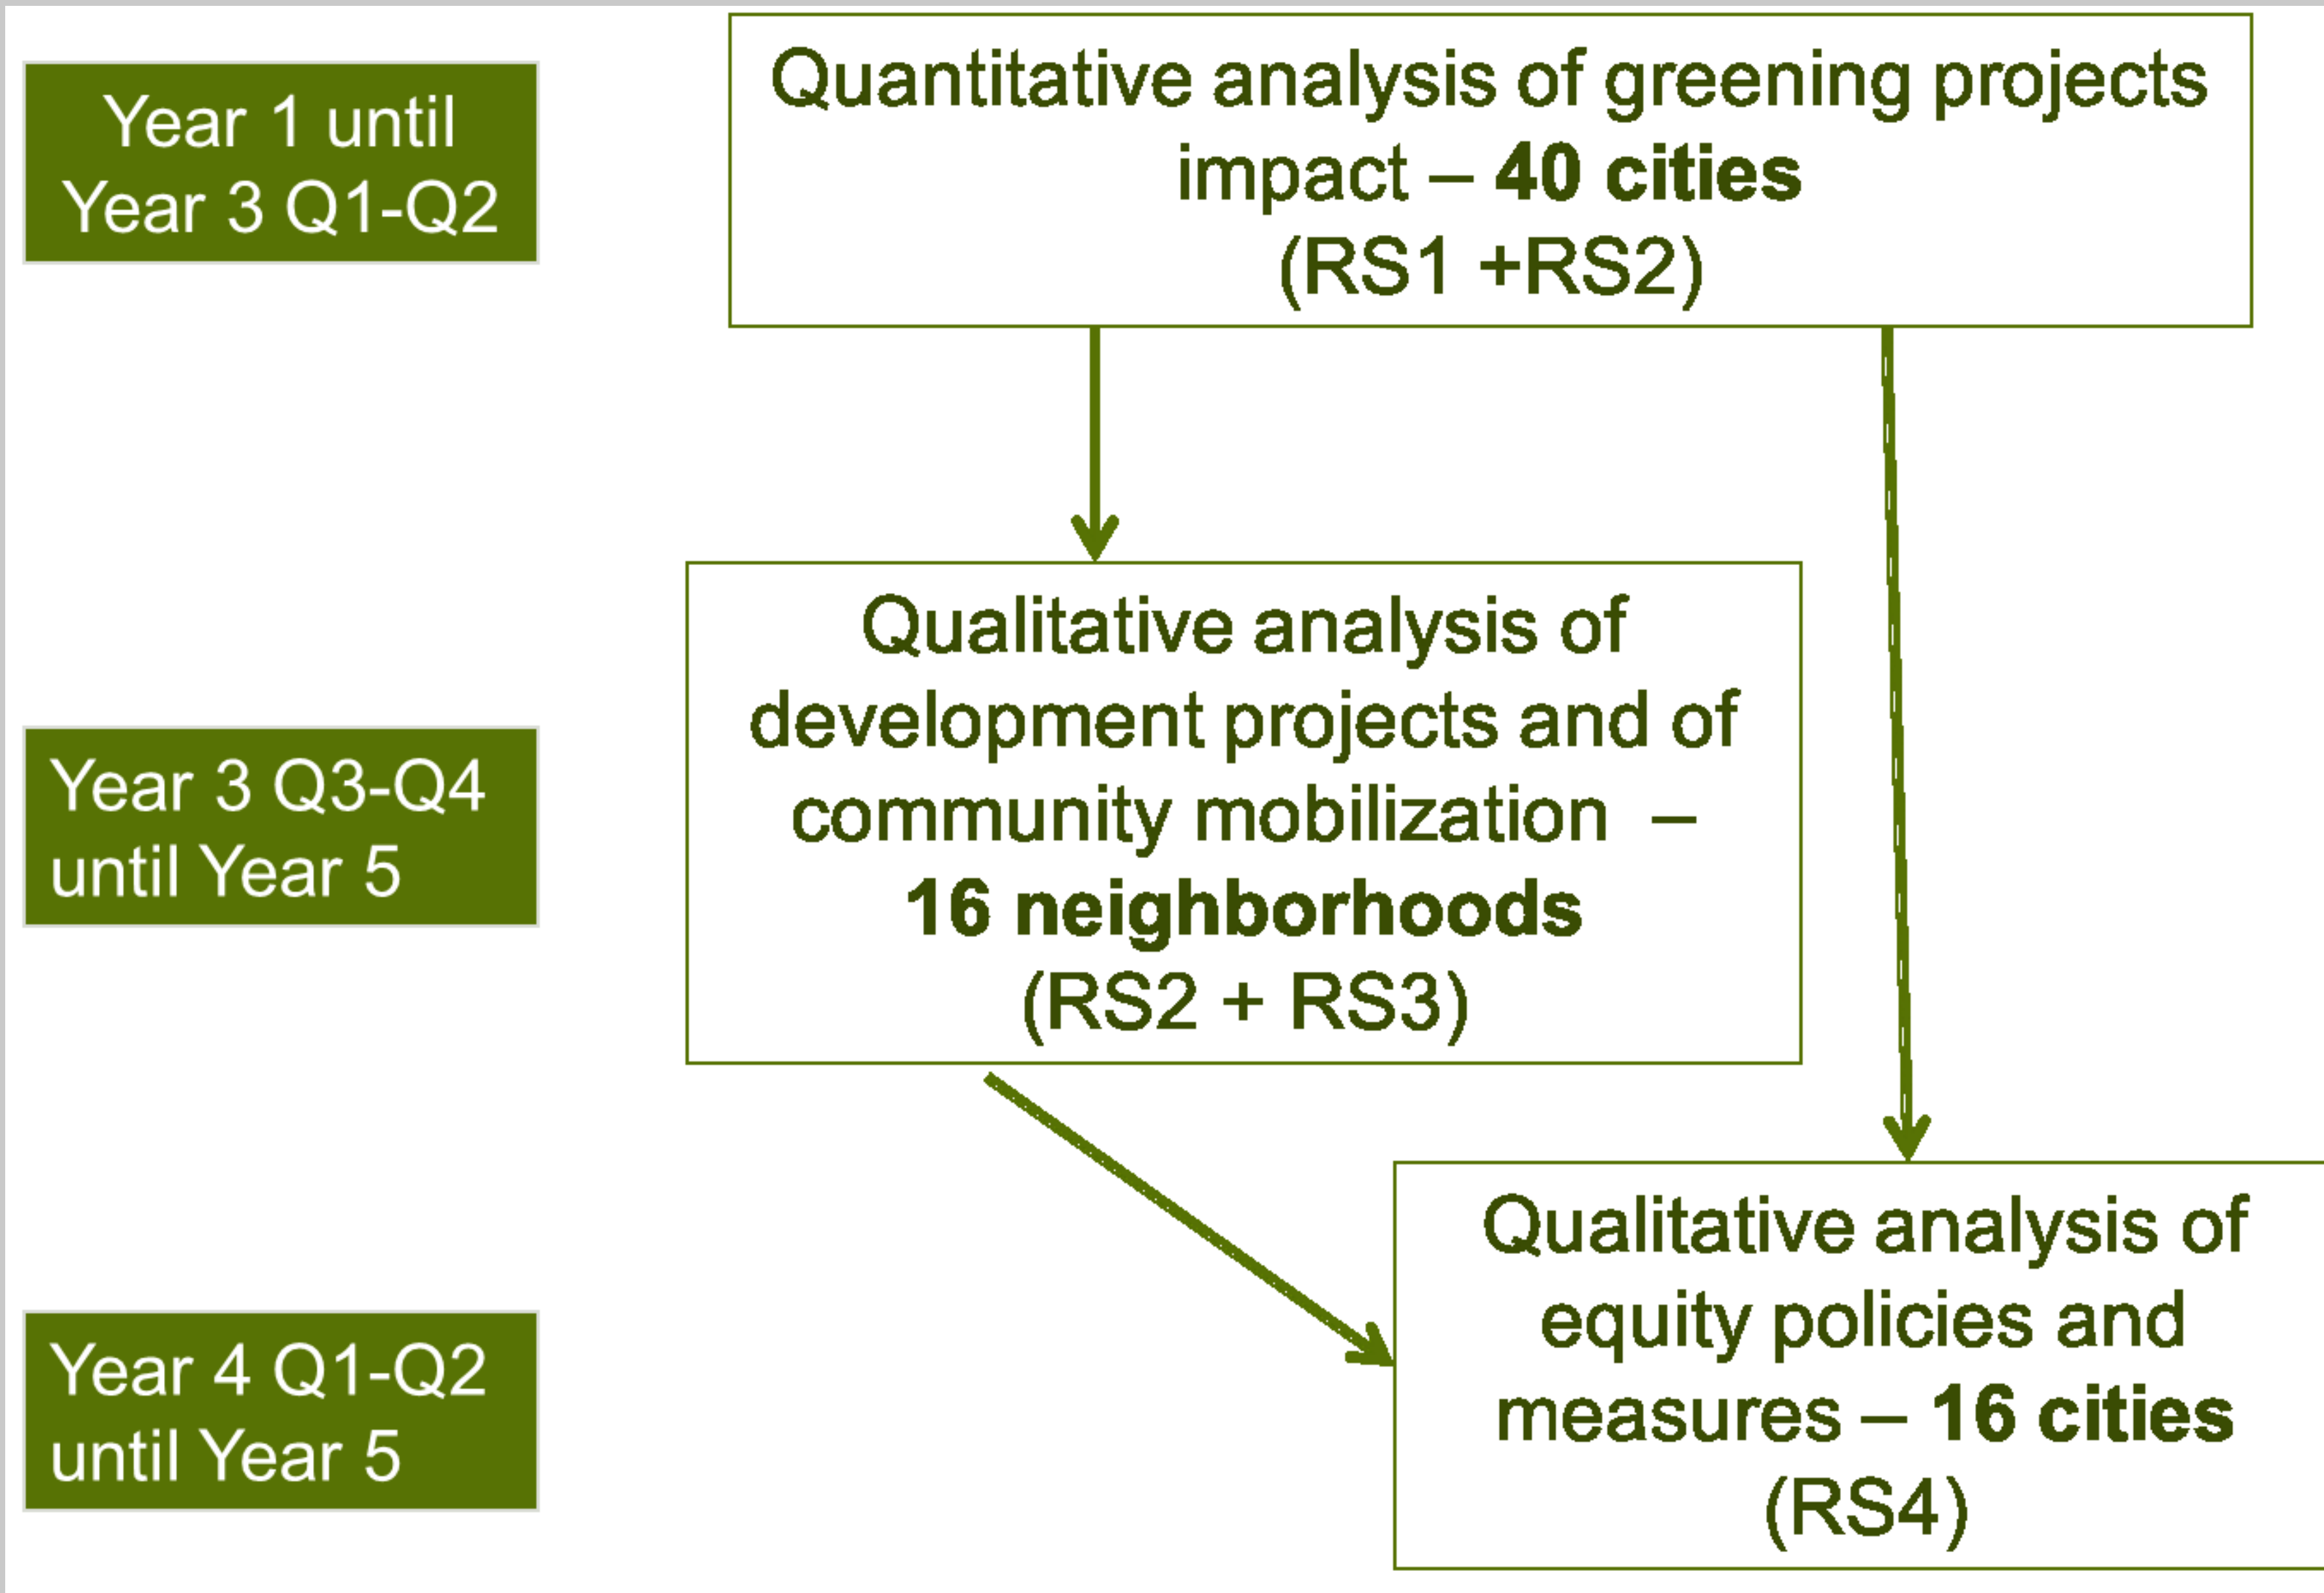 Year 1 until
Year 3 Q1-Q2
Quantitative analysis of greening projects
impact – 40 cities
(RS1 +RS2)
Year 3 Q3-Q4
until Year 5
Qualitative analysis of
development projects and of
community mobilization –
16 neighborhoods
(RS2 + RS3)
Year 4 Q1-Q2
until Year 5
Qualitative analysis of
equity policies and
measures – 16 cities
(RS4)